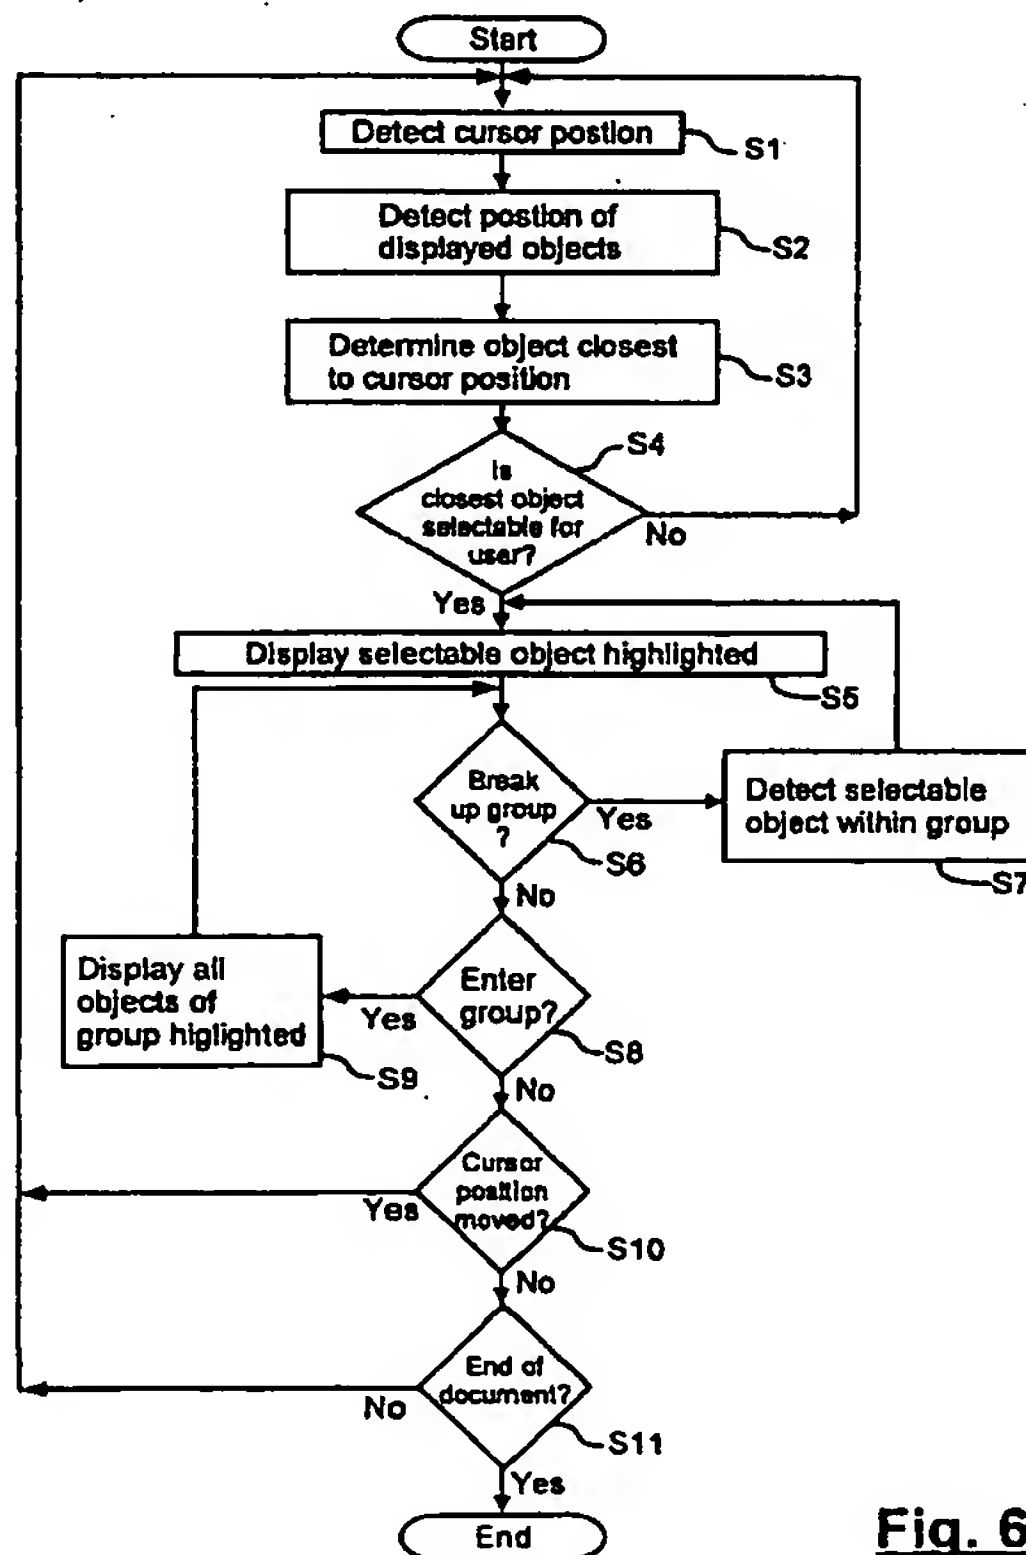 Start
Detect cursor postion
S1
Detect postion of
displayed objects
S2
Determine object closest
to cursor position
S3
S4
Is
closest object
selectable for
user?
No
Yes
Display selectable object highlighted
S5
Break
up group
?
Yes
S6
Detect selectable
object within group
S7
No
Display all
objects of
group higlighted
S9
Enter
group?
Yes
S8
No
Cursor
position
moved?
Yes
S10
No
End of
document?
No
S11
Yes
End
Fig. 6